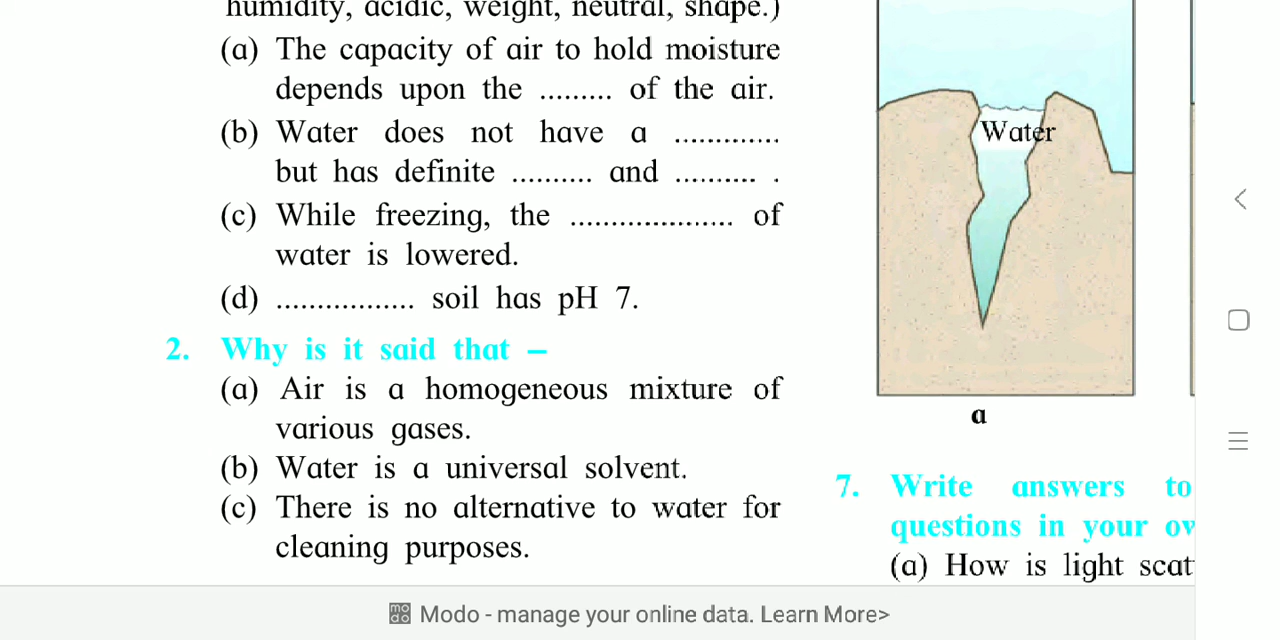 humidity, acidic, weight, neutral, shape.)
(a) The capacity of air to hold moisture
depends upon the ......... of the air.
(b) Water does not have a .............
but has definite .......... and .......... .
(c) While freezing, the .................... of
water is lowered.
(d) ................. soil has pH 7.
2. Why is it said that –
(a) Air is a homogeneous mixture of
various gases.
(b) Water is a universal solvent.
(c) There is no alternative to water for
cleaning purposes.
Water
a
7. Write answers to
questions in your
(a) How is light
Modo - manage your online data. Learn More>